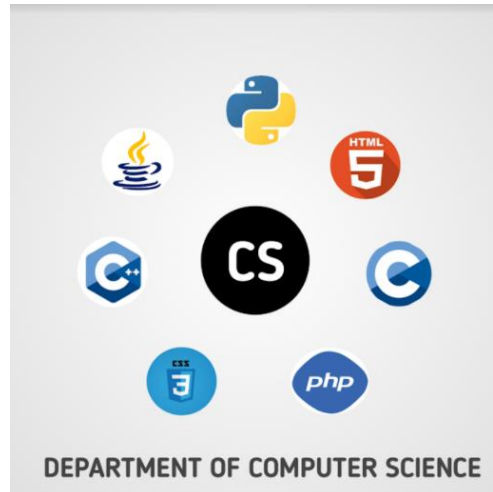 HTML
5
CS
C++
C
CSS
3
php
DEPARTMENT OF COMPUTER SCIENCE